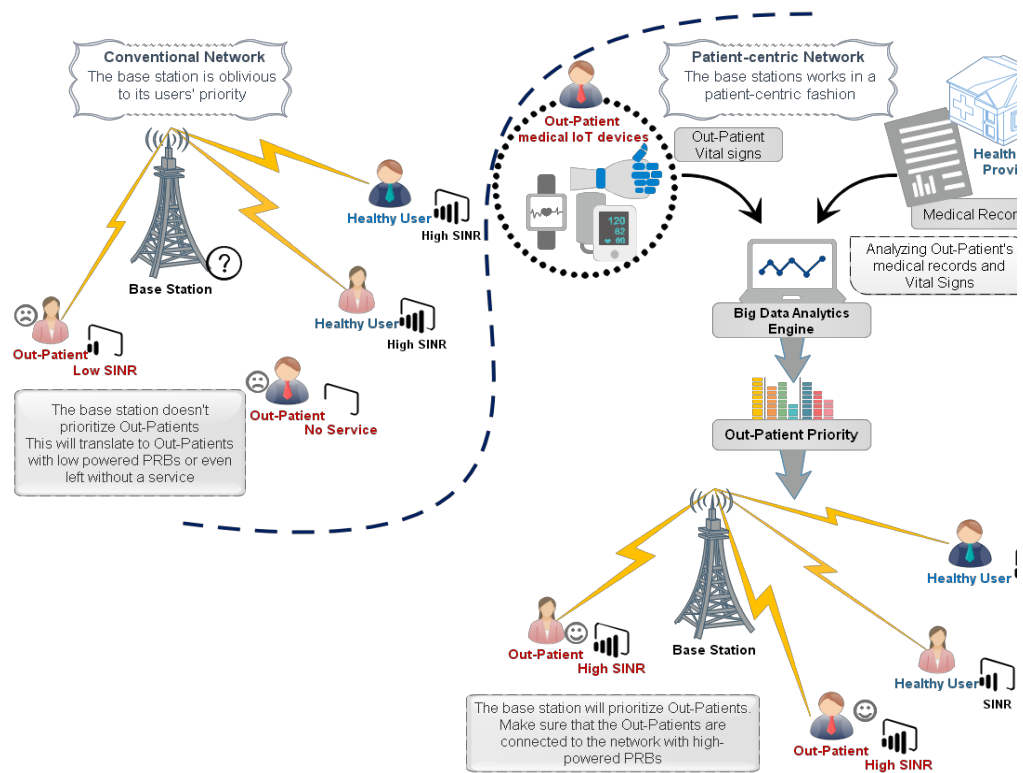 Conventional Network
The base station is oblivious
to its users' priority
Healthy User
High SINR
?
Base Station
Healthy User
High SINR
Out-Patient
Low SINR
Out-Patient
No Service
The base station doesn't
prioritize Out-Patients
This will translate to Out-Patients
with low powered PRBs or even
left without a service
Patient-centric Network
The base stations works in a
patient-centric fashion
Out-Patient
medical IoT devices
120
82
60
Out-Patient
Vital signs
Health
Provi
Medical Recor
Analyzing Out-Patient's
medical records and
Vital Signs
Big Data Analytics
Engine
Out-Patient Priority
Healthy User
Out-Patient
High SINR
Base Station
Healthy User
SINR
Out-Patient
High SINR
The base station will prioritize Out-Patients.
Make sure that the Out-Patients are
connected to the network with high-
powered PRBs